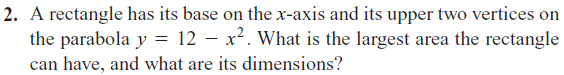 2. A rectangle has its base on the x-axis and its upper two vertices on
the parabola y = 12 − x². What is the largest area the rectangle
can have, and what are its dimensions?